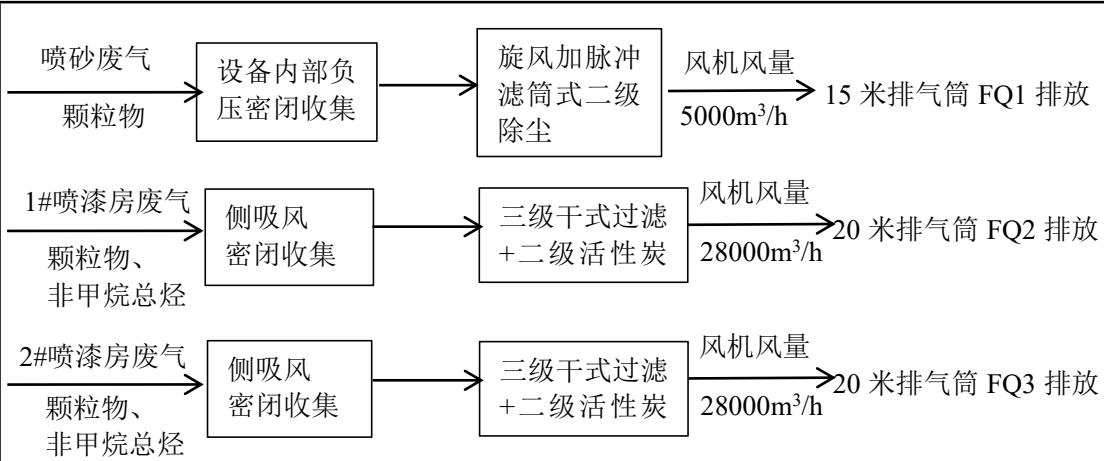 喷砂废气
颗粒物
设备内部负
压密闭收集
旋风加脉冲
滤筒式二级
除尘
风机风量
5000m³/h
15 米排气筒 FQ1 排放
1#喷漆房废气
颗粒物、
非甲烷总烃
侧吸风
密闭收集
三级干式过滤
+二级活性炭
风机风量
28000m³/h
20 米排气筒 FQ2 排放
2#喷漆房废气
颗粒物、
非甲烷总烃
侧吸风
密闭收集
三级干式过滤
+二级活性炭
风机风量
28000m³/h
20 米排气筒 FQ3 排放